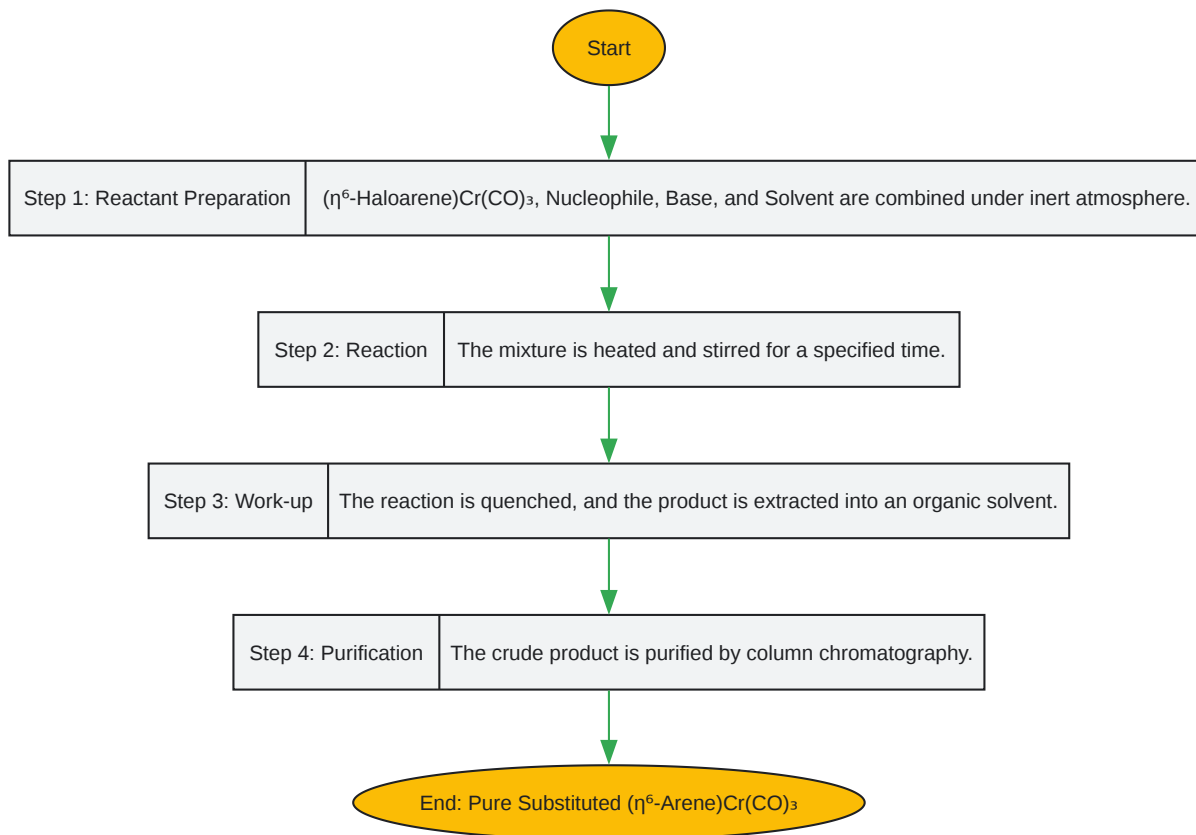 Start
Step 1: Reactant Preparation
(η⁶-Haloarene)Cr(CO)₃, Nucleophile, Base, and Solvent are combined under inert atmosphere.
Step 2: Reaction
The mixture is heated and stirred for a specified time.
Step 3: Work-up
The reaction is quenched, and the product is extracted into an organic solvent.
Step 4: Purification
The crude product is purified by column chromatography.
End: Pure Substituted (η⁶-Arene)Cr(CO)₃